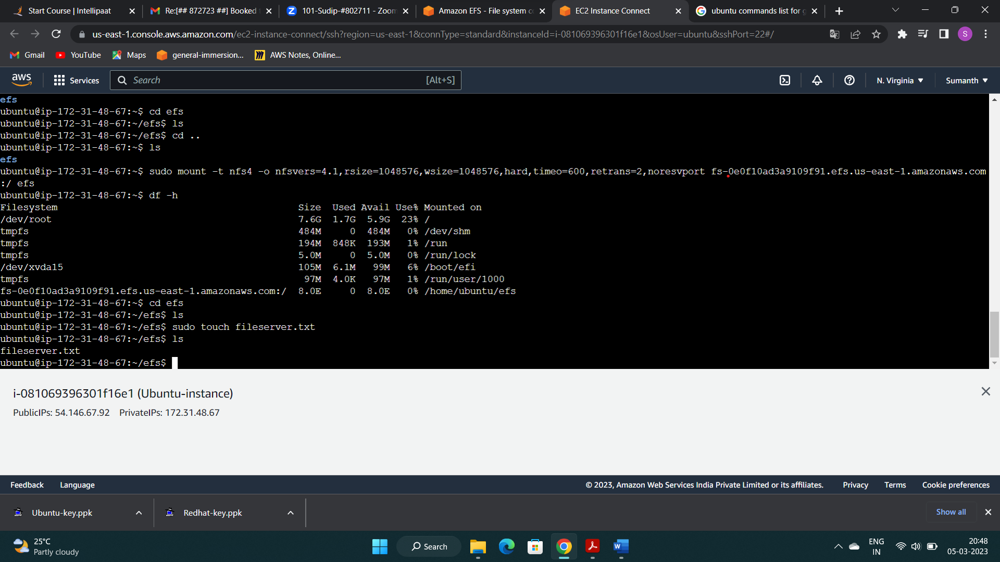 Start Course | Intellipaat
Re:[## 872723 ##] Booked
101-Sudip-#802711 - Zoom
Amazon EFS - File system co
EC2 Instance Connect
ubuntu commands list for
us-east-1.console.aws.amazon.com/ec2-instance-connect/ssh?region=us-east-1&connType=standard&instanceId=i-081069396301f16e1&osUser=ubuntu&sshPort=22#/
S
Gmail
YouTube
Maps
general-immersion...
AWS Notes, Online...
aws
Services
Search
[Alt+S]
N. Virginia
Sumanth
efs
ubuntu@ip-172-31-48-67:~$ cd efs
ubuntu@ip-172-31-48-67:~/efs$ ls
ubuntu@ip-172-31-48-67:~/efs$ cd ..
ubuntu@ip-172-31-48-67:~$ ls
efs
ubuntu@ip-172-31-48-67:~$ sudo mount -t nfs4 -o nfsvers=4.1,rsize=1048576,wsize=1048576,hard,timeo=600,retrans=2,noresvport fs-0e0f10ad3a9109f91.efs.us-east-1.amazonaws.com
:/ efs
ubuntu@ip-172-31-48-67:~$ df -h
Filesystem Size Used Avail Use% Mounted on
/dev/root 7.6G 1.7G 5.9G 23% /
tmpfs 484M 0 484M 0% /dev/shm
tmpfs 194M 848K 193M 1% /run
tmpfs 5.0M 0 5.0M 0% /run/lock
/dev/xvda15 105M 6.1M 99M 6% /boot/efi
tmpfs 97M 4.0K 97M 1% /run/user/1000
fs-0e0f10ad3a9109f91.efs.us-east-1.amazonaws.com:/ 8.0E 0 8.0E 0% /home/ubuntu/efs
ubuntu@ip-172-31-48-67:~$ cd efs
ubuntu@ip-172-31-48-67:~/efs$ ls
ubuntu@ip-172-31-48-67:~/efs$ sudo touch fileserver.txt
ubuntu@ip-172-31-48-67:~/efs$ ls
fileserver.txt
ubuntu@ip-172-31-48-67:~/efs$
i-081069396301f16e1 (Ubuntu-instance)
PublicIPs: 54.146.67.92 PrivateIPs: 172.31.48.67
Feedback
Language
© 2023, Amazon Web Services India Private Limited or its affiliates.
Privacy
Terms
Cookie preferences
Ubuntu-key.ppk
Redhat-key.ppk
Show all
25°C
Partly cloudy
Search
ENG
IN
20:48
05-03-2023